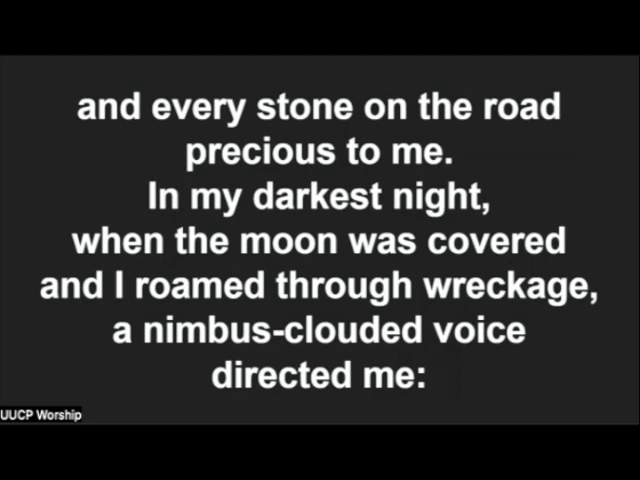 and every stone on the road
precious to me.
In my darkest night,
when the moon was covered
and I roamed through wreckage,
a nimbus-clouded voice
directed me:
UUCP Worship